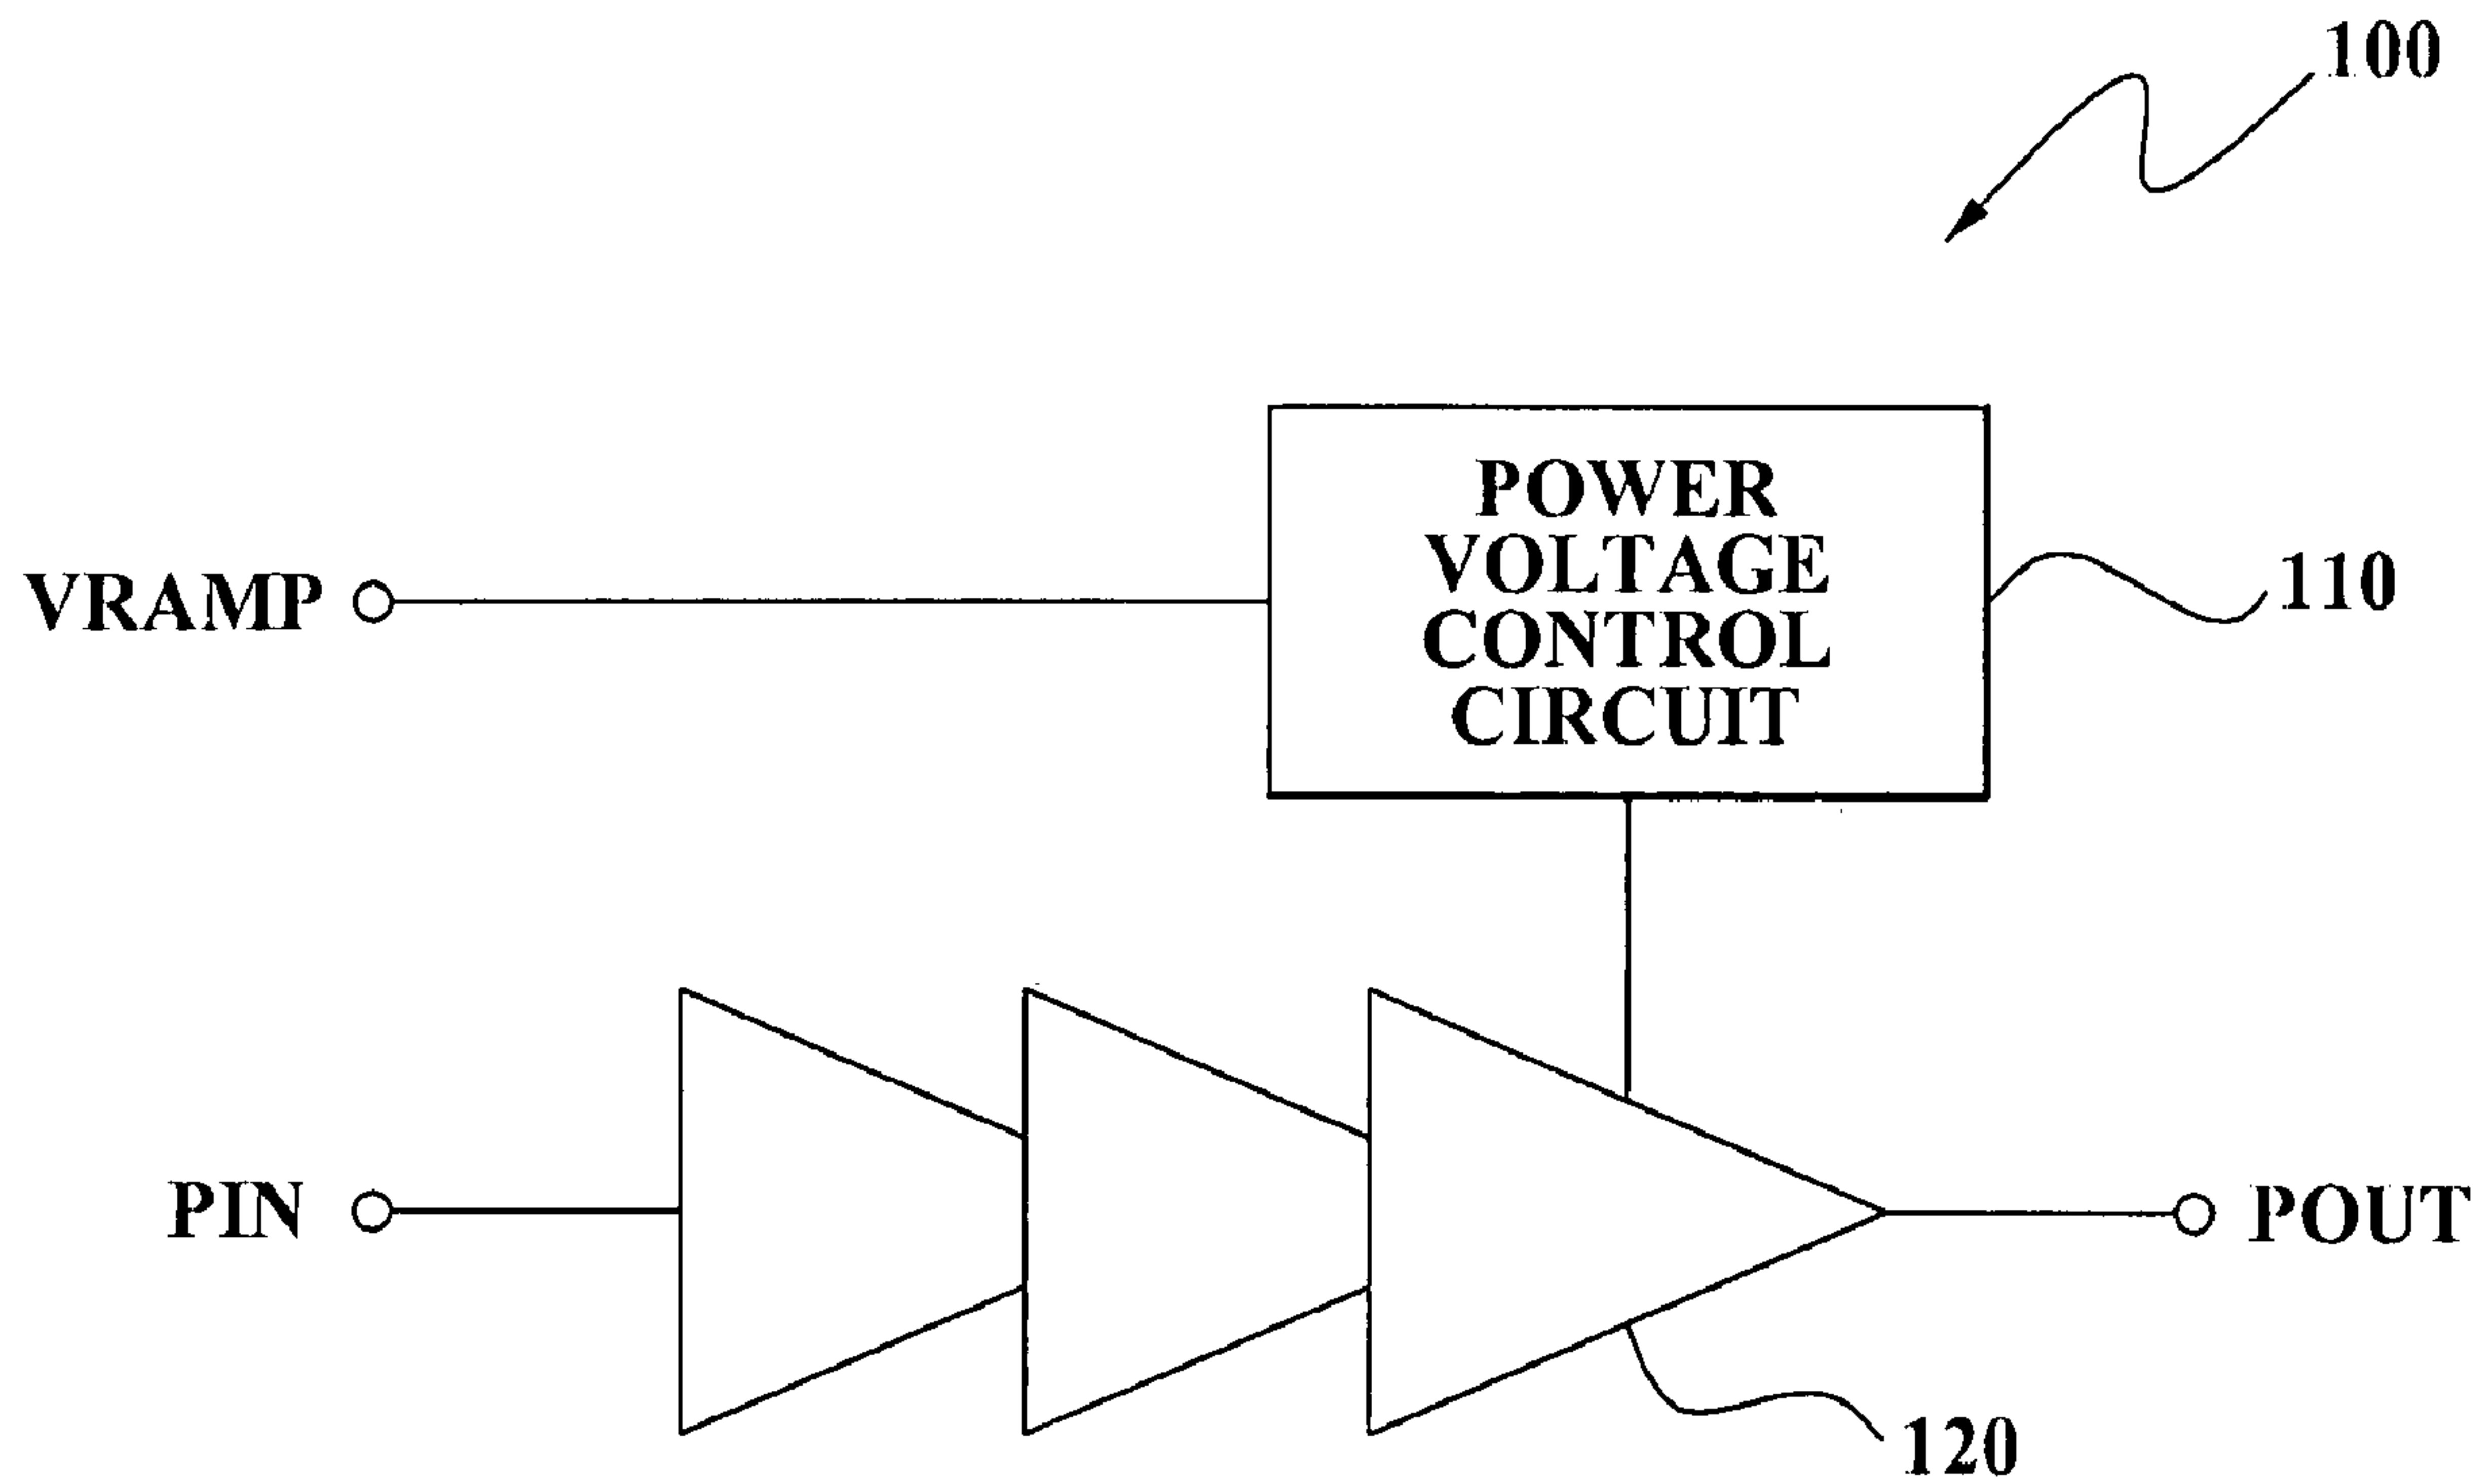 100
POWER
VOLTAGE
CONTROL
CIRCUIT
VRAMP
110
PIN
POUT
120